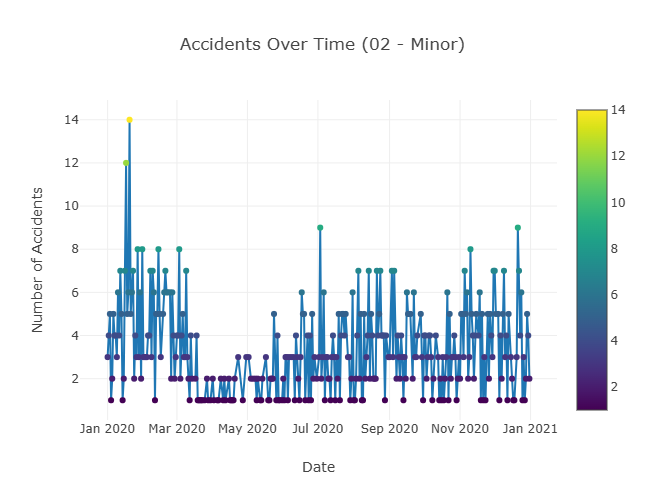 Accidents Over Time (02 - Minor)
14
12
10
8
6
4
2
Number of Accidents
Jan 2020
Mar 2020
May 2020
Jul 2020
Sep 2020
Nov 2020
Jan 2021
Date
14
12
10
8
6
4
2